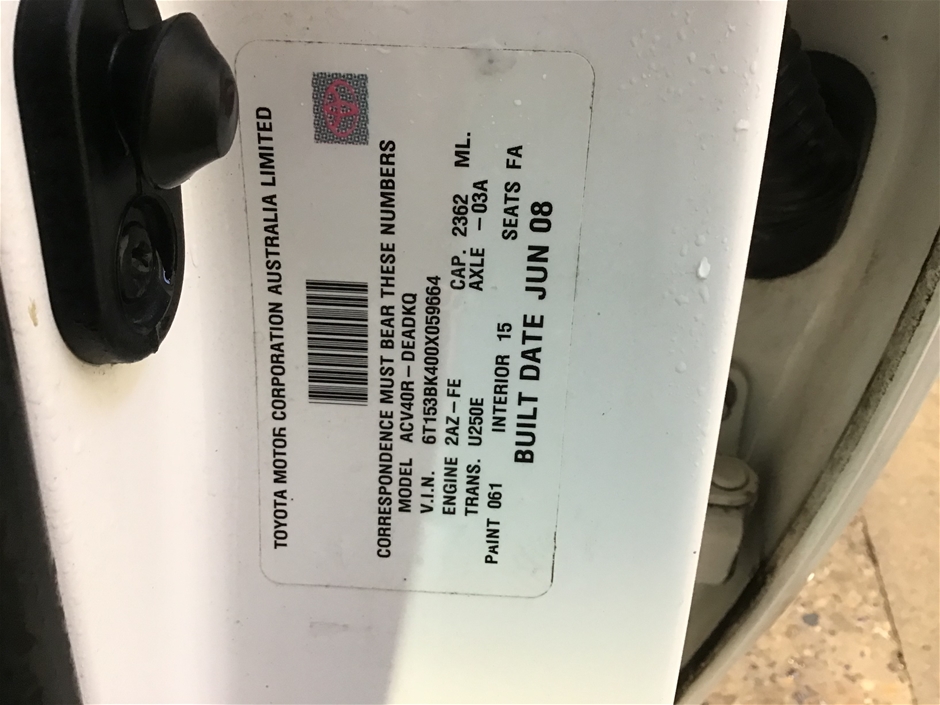 TOYOTA MOTOR CORPORATION AUSTRALIA LIMITED
CORRESPONDENCE MUST BEAR THESE NUMBERS
MODEL ACV40R-DEADKQ
V.I.N. 6T153BK400X059664
ENGINE 2AZ-FE CAP. 2362 ML.
TRANS. U250E AXLE -03A
PAINT 061 INTERIOR 15 SEATS FA
BUILT DATE JUN 08